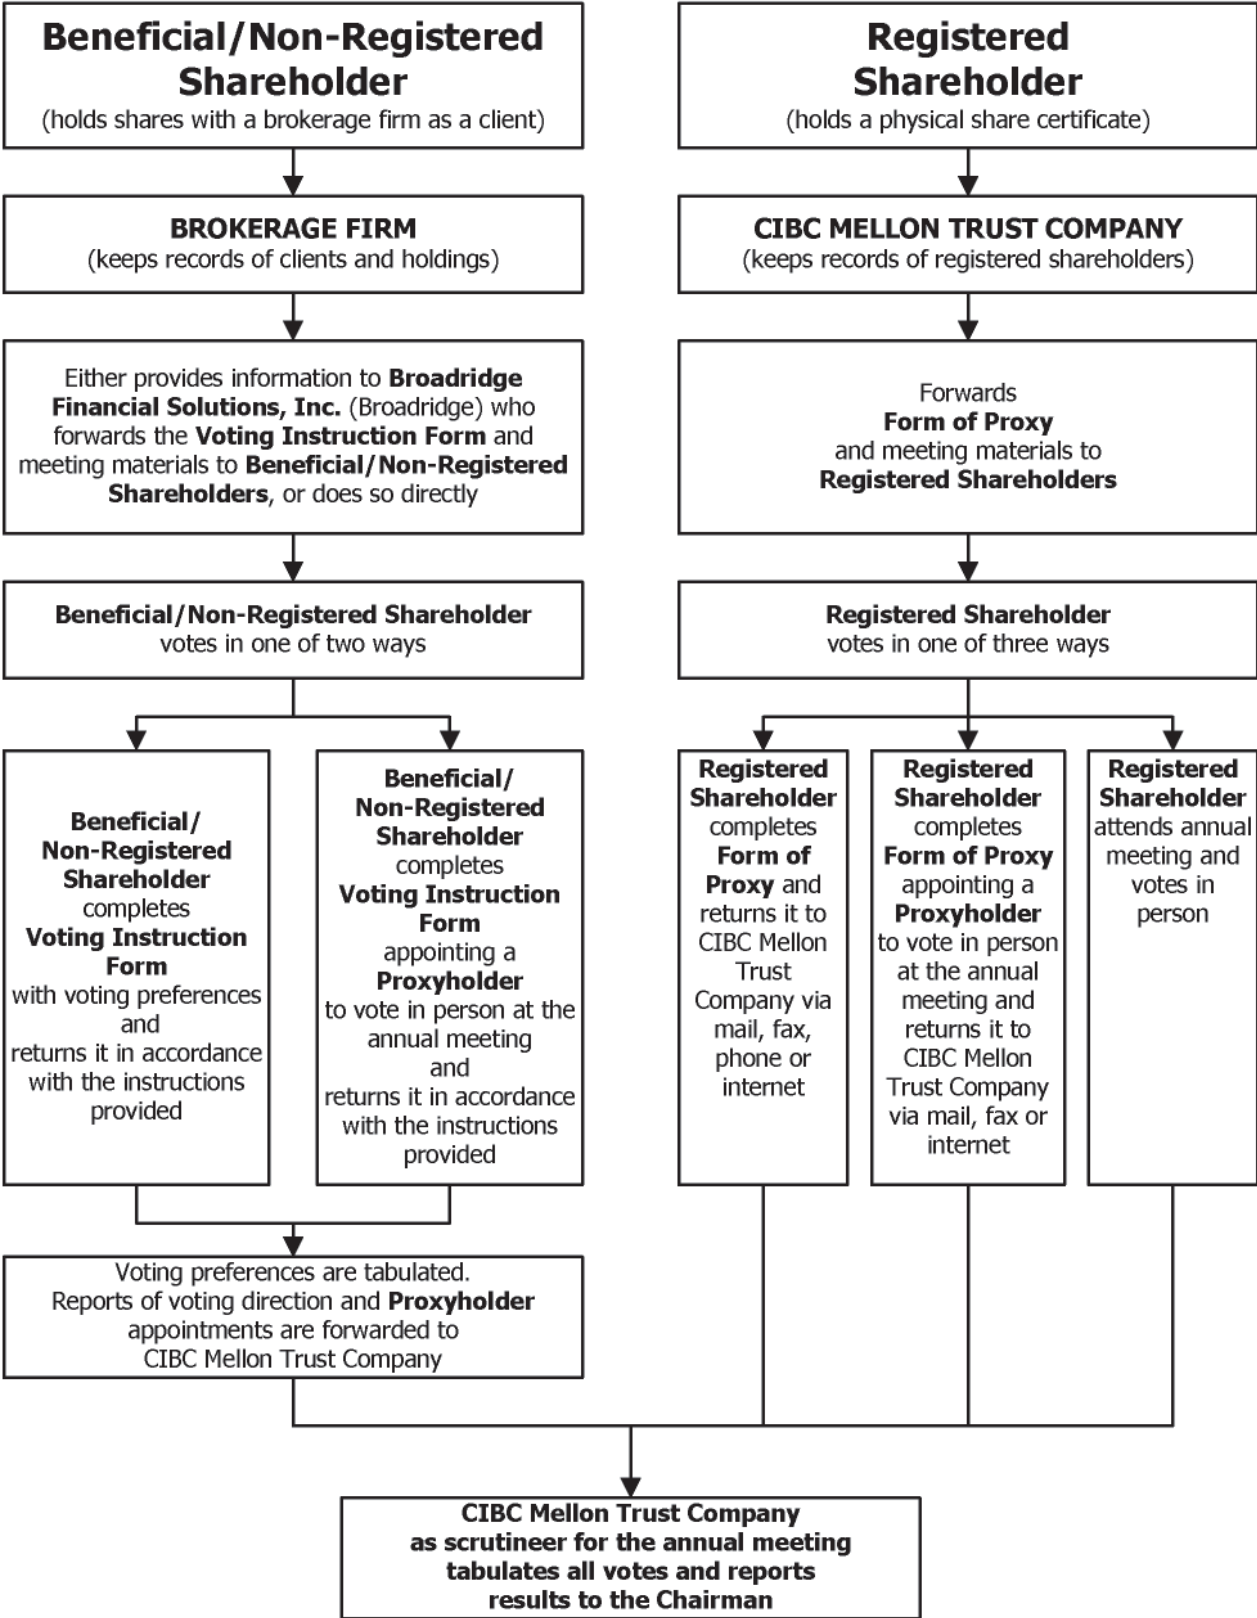 Beneficial/Non-Registered
Shareholder
(holds shares with a brokerage firm as a client)
Registered
Shareholder
(holds a physical share certificate)
BROKERAGE FIRM
(keeps records of clients and holdings)
CIBC MELLON TRUST COMPANY
(keeps records of registered shareholders)
Either provides information to Broadridge
Financial Solutions, Inc. (Broadridge) who
forwards the Voting Instruction Form and
meeting materials to Beneficial/Non-Registered
Shareholders, or does so directly
Forwards
Form of Proxy
and meeting materials to
Registered Shareholders
Beneficial/Non-Registered Shareholder
votes in one of two ways
Registered Shareholder
votes in one of three ways
Beneficial/
Non-Registered
Shareholder
completes
Voting Instruction
Form
with voting preferences
and
returns it in accordance
with the instructions
provided
Beneficial/
Non-Registered
Shareholder
completes
Voting Instruction
Form
appointing a
Proxyholder
to vote in person at the
annual meeting
and
returns it in accordance
with the instructions
provided
Registered
Shareholder
completes
Form of
Proxy and
returns it to
CIBC Mellon
Trust
Company via
mail, fax,
phone or
internet
Registered
Shareholder
completes
Form of Proxy
appointing a
Proxyholder
to vote in person
at the annual
meeting and
returns it to
CIBC Mellon
Trust Company
via mail, fax or
internet
Registered
Shareholder
attends annual
meeting and
votes in
person
Voting preferences are tabulated.
Reports of voting direction and Proxyholder
appointments are forwarded to
CIBC Mellon Trust Company
CIBC Mellon Trust Company
as scrutineer for the annual meeting
tabulates all votes and reports
results to the Chairman